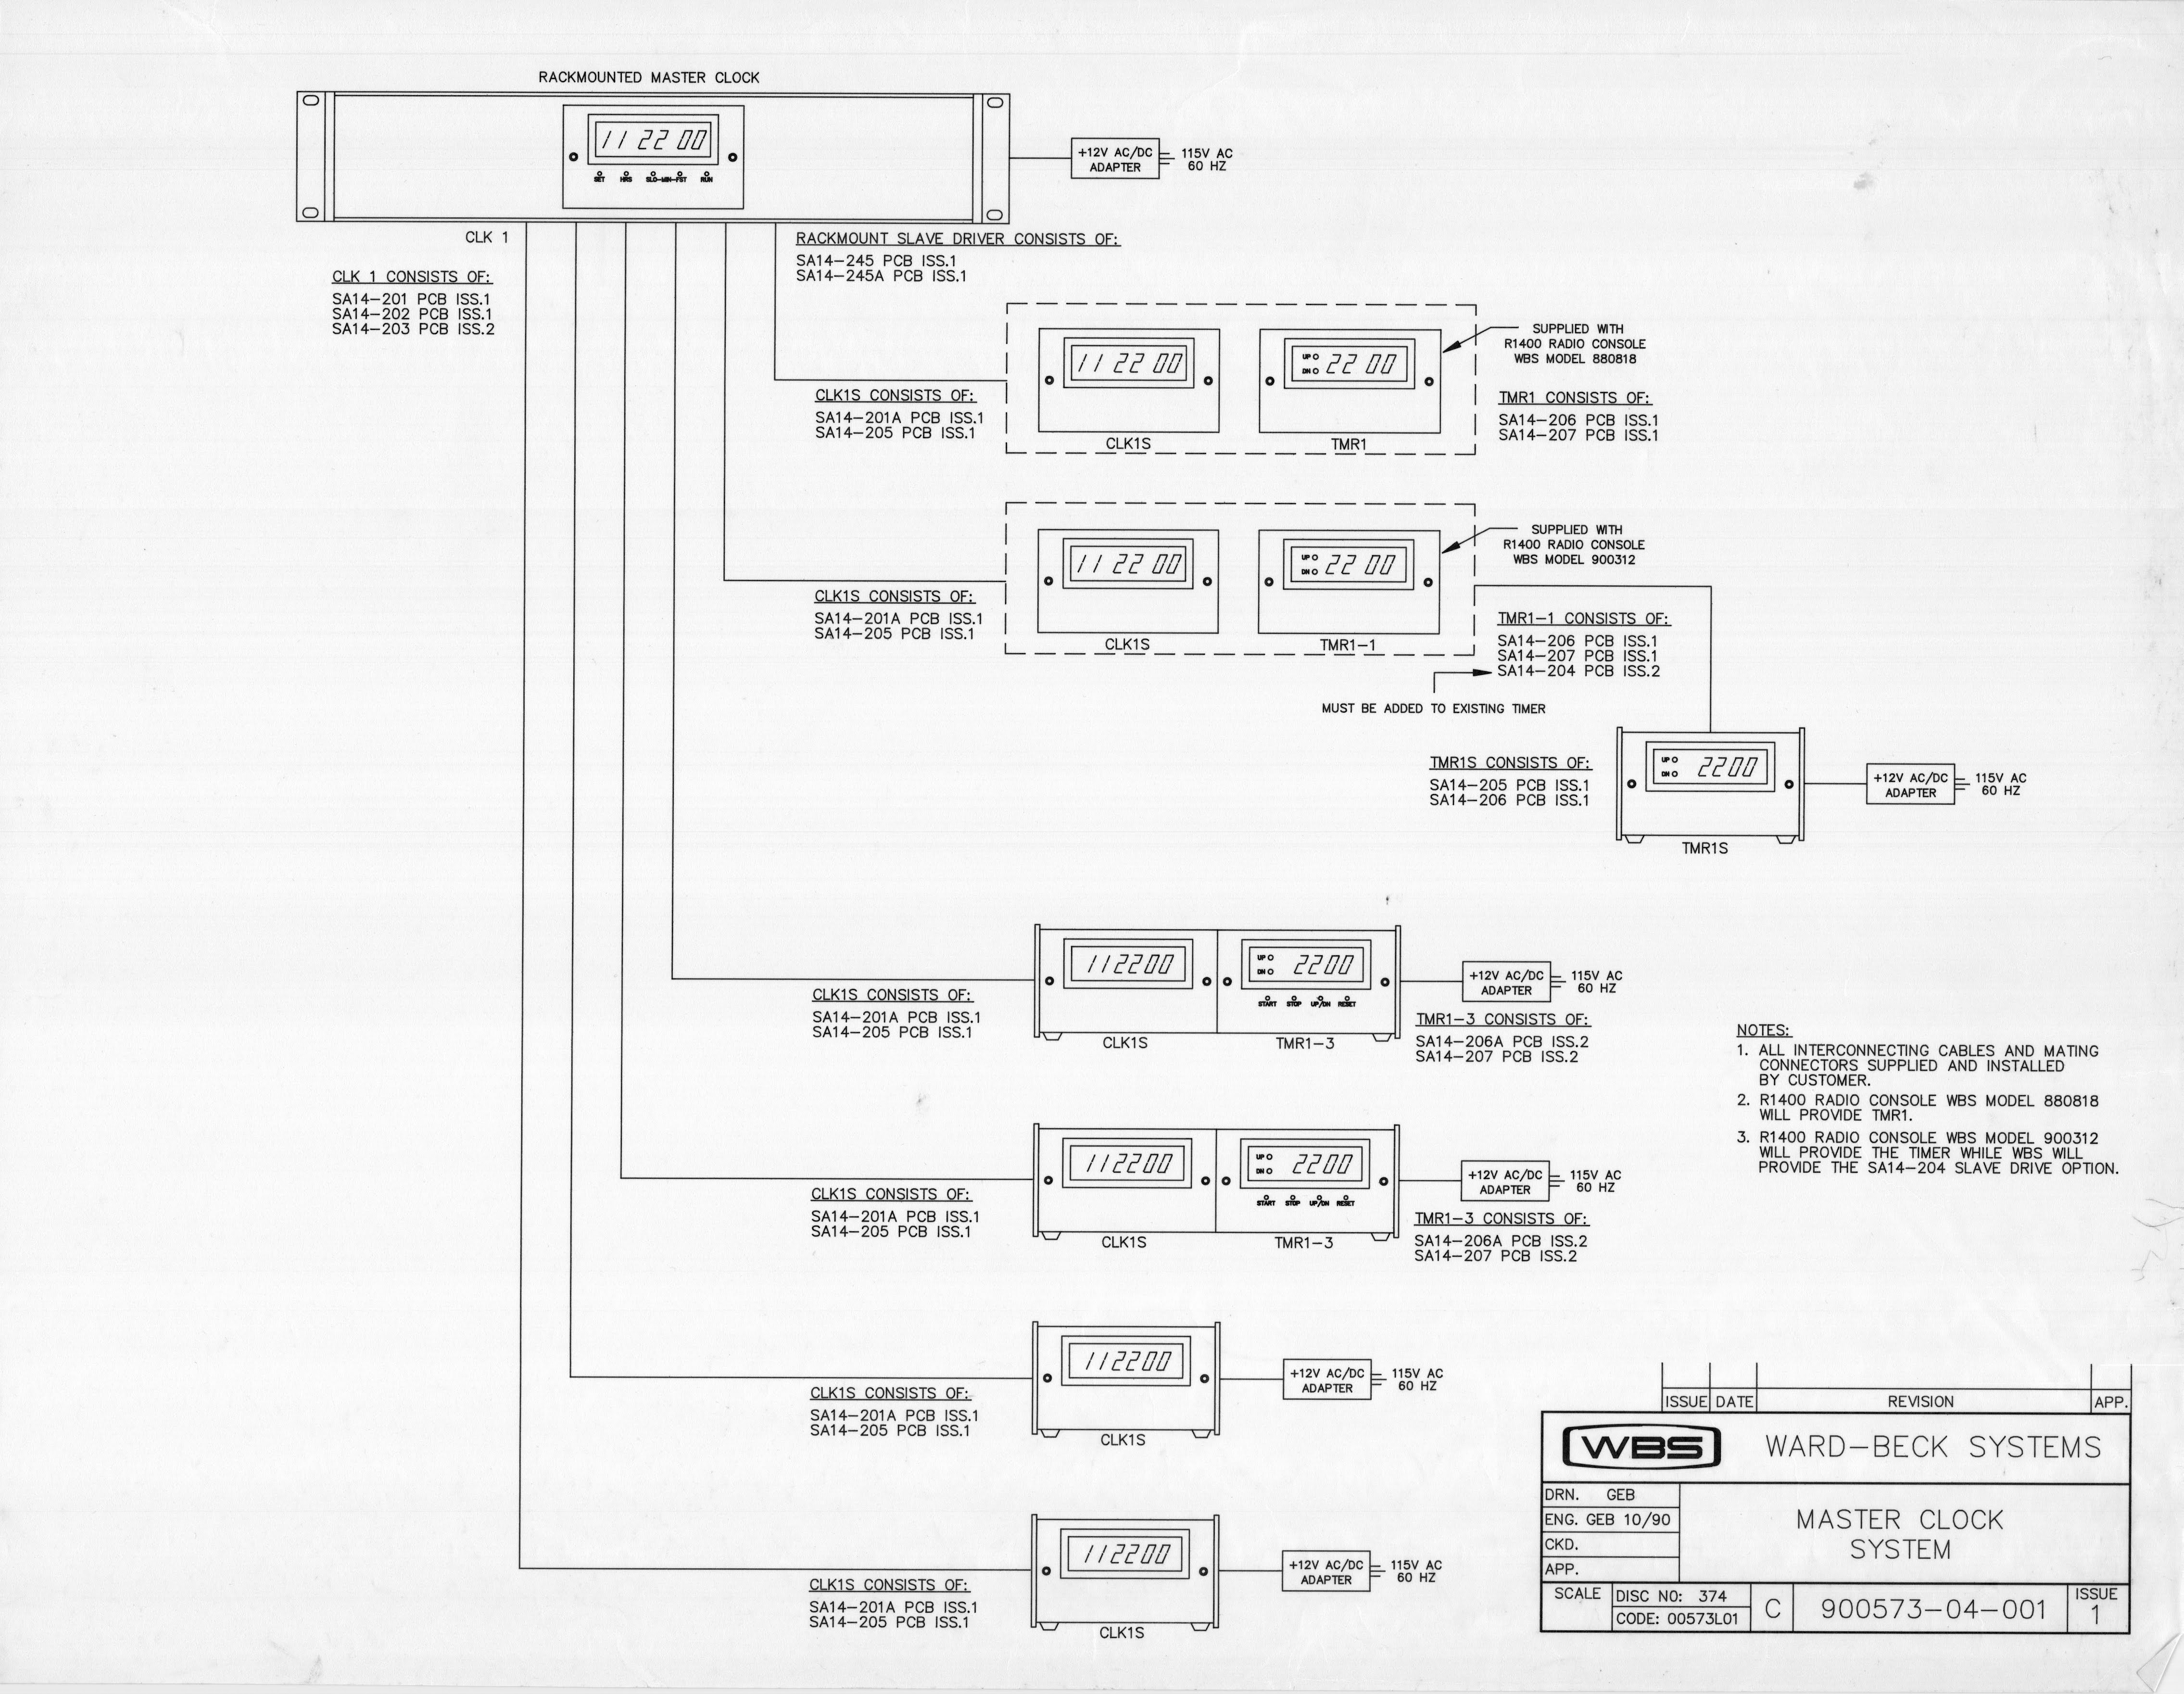 RACKMOUNTED MASTER CLOCK
11 22 00
SET HRS SLO-MIN-FST RUN
+12V AC/DC
ADAPTER
115V AC
60 HZ
CLK 1
CLK 1 CONSISTS OF:
SA14-201 PCB ISS.1
SA14-202 PCB ISS.1
SA14-203 PCB ISS.2
RACKMOUNT SLAVE DRIVER CONSISTS OF:
SA14-245 PCB ISS.1
SA14-245A PCB ISS.1
CLK1S CONSISTS OF:
SA14-201A PCB ISS.1
SA14-205 PCB ISS.1
11 22 00
CLK1S
UP
DN
22 00
TMR1
SUPPLIED WITH
R1400 RADIO CONSOLE
WBS MODEL 880818
TMR1 CONSISTS OF:
SA14-206 PCB ISS.1
SA14-207 PCB ISS.1
CLK1S CONSISTS OF:
SA14-201A PCB ISS.1
SA14-205 PCB ISS.1
11 22 00
CLK1S
UP
DN
22 00
TMR1-1
SUPPLIED WITH
R1400 RADIO CONSOLE
WBS MODEL 900312
TMR1-1 CONSISTS OF:
SA14-206 PCB ISS.1
SA14-207 PCB ISS.1
SA14-204 PCB ISS.2
MUST BE ADDED TO EXISTING TIMER
TMR1S CONSISTS OF:
SA14-205 PCB ISS.1
SA14-206 PCB ISS.1
UP
DN
2200
TMR1S
+12V AC/DC
ADAPTER
115V AC
60 HZ
CLK1S CONSISTS OF:
SA14-201A PCB ISS.1
SA14-205 PCB ISS.1
112200
CLK1S
UP
DN
2200
START STOP UP/DN RESET
TMR1-3
+12V AC/DC
ADAPTER
115V AC
60 HZ
TMR1-3 CONSISTS OF:
SA14-206A PCB ISS.2
SA14-207 PCB ISS.2
CLK1S CONSISTS OF:
SA14-201A PCB ISS.1
SA14-205 PCB ISS.1
112200
CLK1S
UP
DN
2200
START STOP UP/DN RESET
TMR1-3
+12V AC/DC
ADAPTER
115V AC
60 HZ
TMR1-3 CONSISTS OF:
SA14-206A PCB ISS.2
SA14-207 PCB ISS.2
CLK1S CONSISTS OF:
SA14-201A PCB ISS.1
SA14-205 PCB ISS.1
112200
CLK1S
+12V AC/DC
ADAPTER
115V AC
60 HZ
CLK1S CONSISTS OF:
SA14-201A PCB ISS.1
SA14-205 PCB ISS.1
112200
CLK1S
+12V AC/DC
ADAPTER
115V AC
60 HZ
NOTES:
1. ALL INTERCONNECTING CABLES AND MATING
CONNECTORS SUPPLIED AND INSTALLED
BY CUSTOMER.
2. R1400 RADIO CONSOLE WBS MODEL 880818
WILL PROVIDE TMR1.
3. R1400 RADIO CONSOLE WBS MODEL 900312
WILL PROVIDE THE TIMER WHILE WBS WILL
PROVIDE THE SA14-204 SLAVE DRIVE OPTION.
ISSUE DATE REVISION APP.
WBS WARD-BECK SYSTEMS
DRN. GEB
ENG. GEB 10/90
CKD.
APP.
MASTER CLOCK
SYSTEM
SCALE
DISC NO: 374
CODE: 00573L01
C
900573-04-001
ISSUE
1